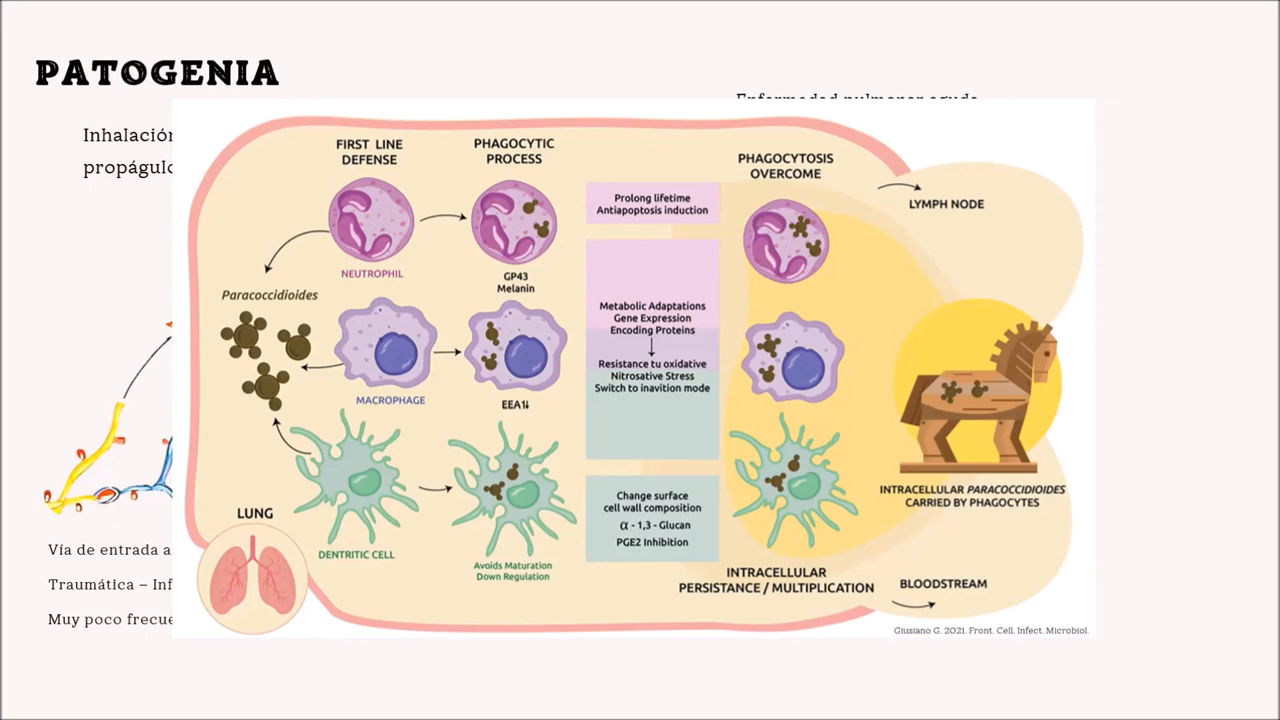 PATOGENIA
Enfermedad pulmonar aguda
Inhalación
propágulo
FIRST LINE
DEFENSE
PHAGOCYTIC
PROCESS
PHAGOCYTOSIS
OVERCOME
Prolong lifetime
Antiapoptosis induction
LYMPH NODE
NEUTROPHIL
GP43
Melanin
Paracoccidioides
Metabolic Adaptations
Gene Expression
Encoding Proteins
Resistance tu oxidative
Nitrosative Stress
Switch to inavition mode
MACROPHAGE
EEA1↓
INTRACELLULAR PARACOCCIDIOIDES
CARRIED BY PHAGOCYTES
Change surface
cell wall composition
α - 1,3 - Glucan
PGE2 Inhibition
LUNG
DENTRITIC CELL
Avoids Maturation
Down Regulation
INTRACELLULAR
PERSISTANCE / MULTIPLICATION
BLOODSTREAM
Vía de entrada a
Traumática – Inf
Muy poco frecue
Giusiano G. 2021. Front. Cell. Infect. Microbiol.